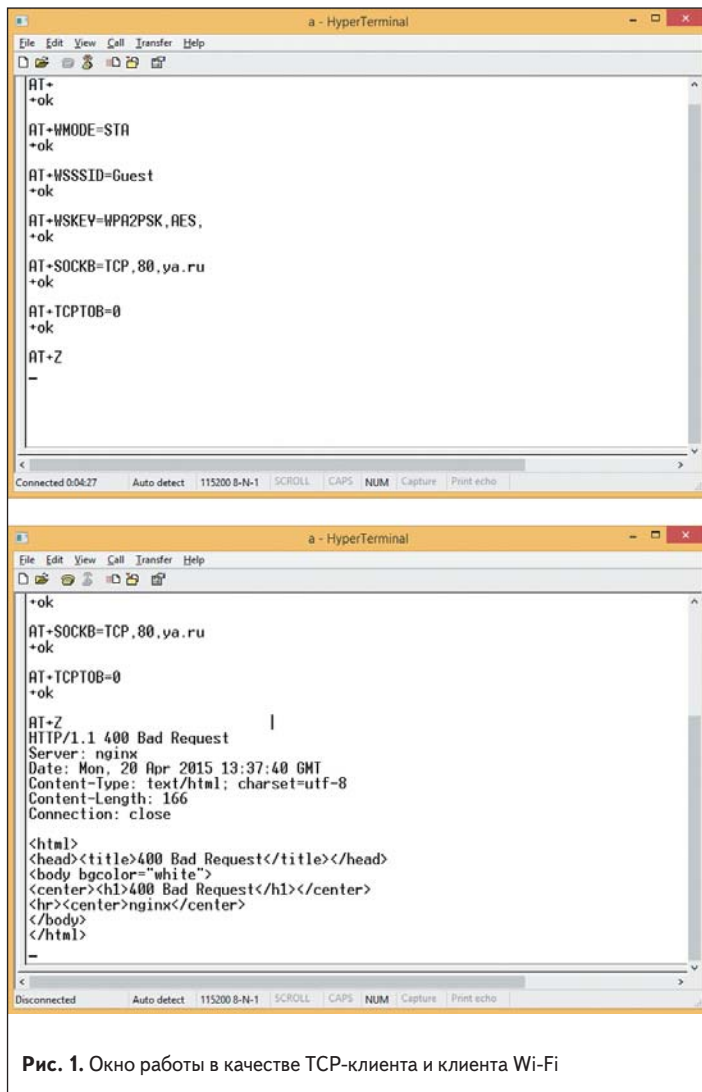 a - HyperTerminal
File Edit View Call Transfer Help
AT+
+ok
AT+WMODE=STA
+ok
AT+WSSSID=Guest
+ok
AT+WSKEY=WPA2PSK,AES,
+ok
AT+SOCKB=TCP,80,ya.ru
+ok
AT+TCPTOB=0
+ok
AT+Z
Connected 0:04:27 Auto detect 115200 8-N-1 SCROLL CAPS NUM Capture Print echo
a - HyperTerminal
File Edit View Call Transfer Help
+ok
AT+SOCKB=TCP,80,ya.ru
+ok
AT+TCPTOB=0
+ok
AT+Z
HTTP/1.1 400 Bad Request
Server: nginx
Date: Mon, 20 Apr 2015 13:37:40 GMT
Content-Type: text/html; charset=utf-8
Content-Length: 166
Connection: close
<html>
<head><title>400 Bad Request</title></head>
<body bgcolor="white">
<center><h1>400 Bad Request</h1></center>
<hr><center>nginx</center>
</body>
</html>
Disconnected Auto detect 115200 8-N-1 SCROLL CAPS NUM Capture Print echo
Рис. 1. Окно работы в качестве TCP-клиента и клиента Wi-Fi